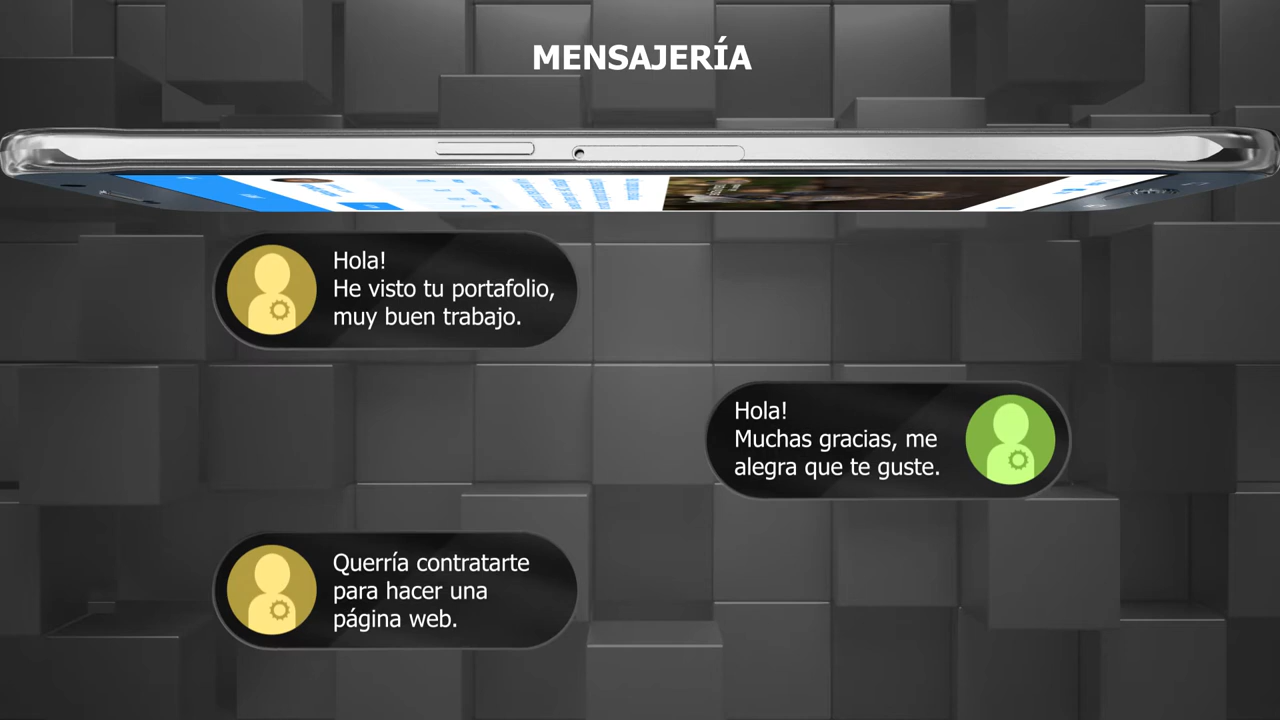 MENSAJERÍA
Hola!
He visto tu portafolio,
muy buen trabajo.
Hola!
Muchas gracias, me
alegra que te guste.
Querría contratarte
para hacer una
página web.